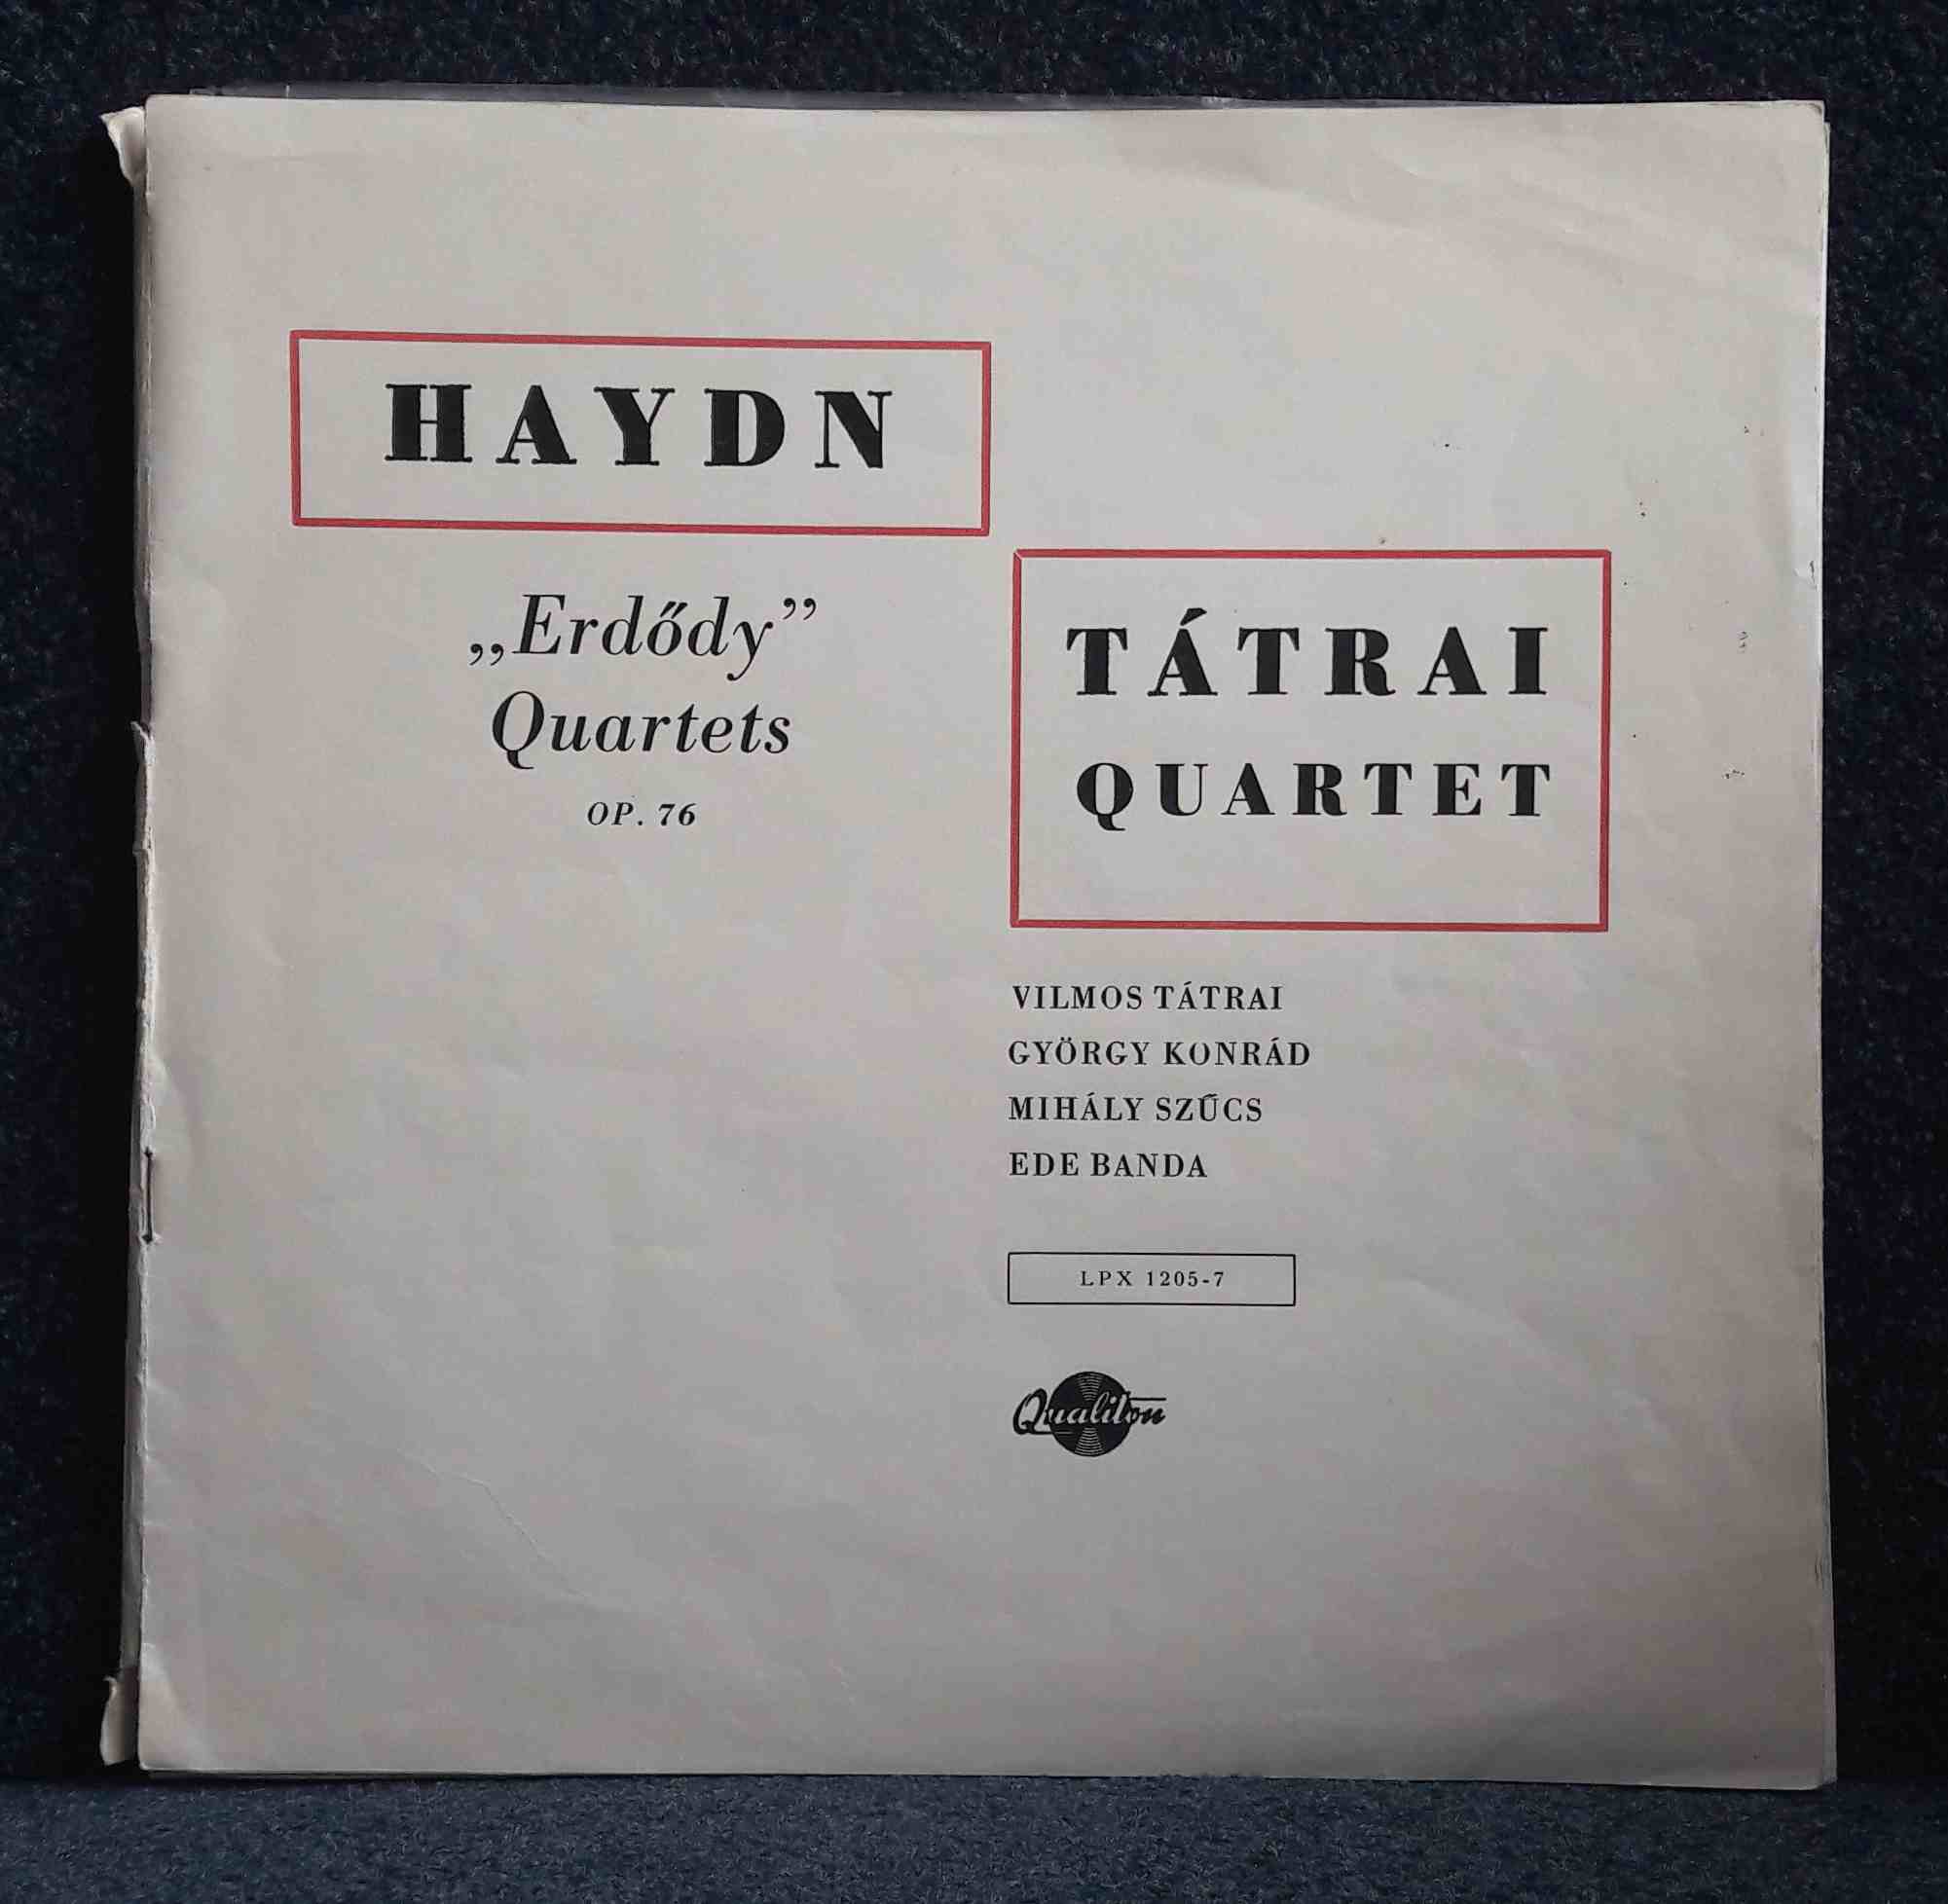 HAYDN
„Erdődy”
Quartets
OP. 76
TÁTRAI
QUARTET
VILMOS TÁTRAI
GYÖRGY KONRÁD
MIHÁLY SZŰCS
EDE BANDA
LPX 1205-7
Qualiton